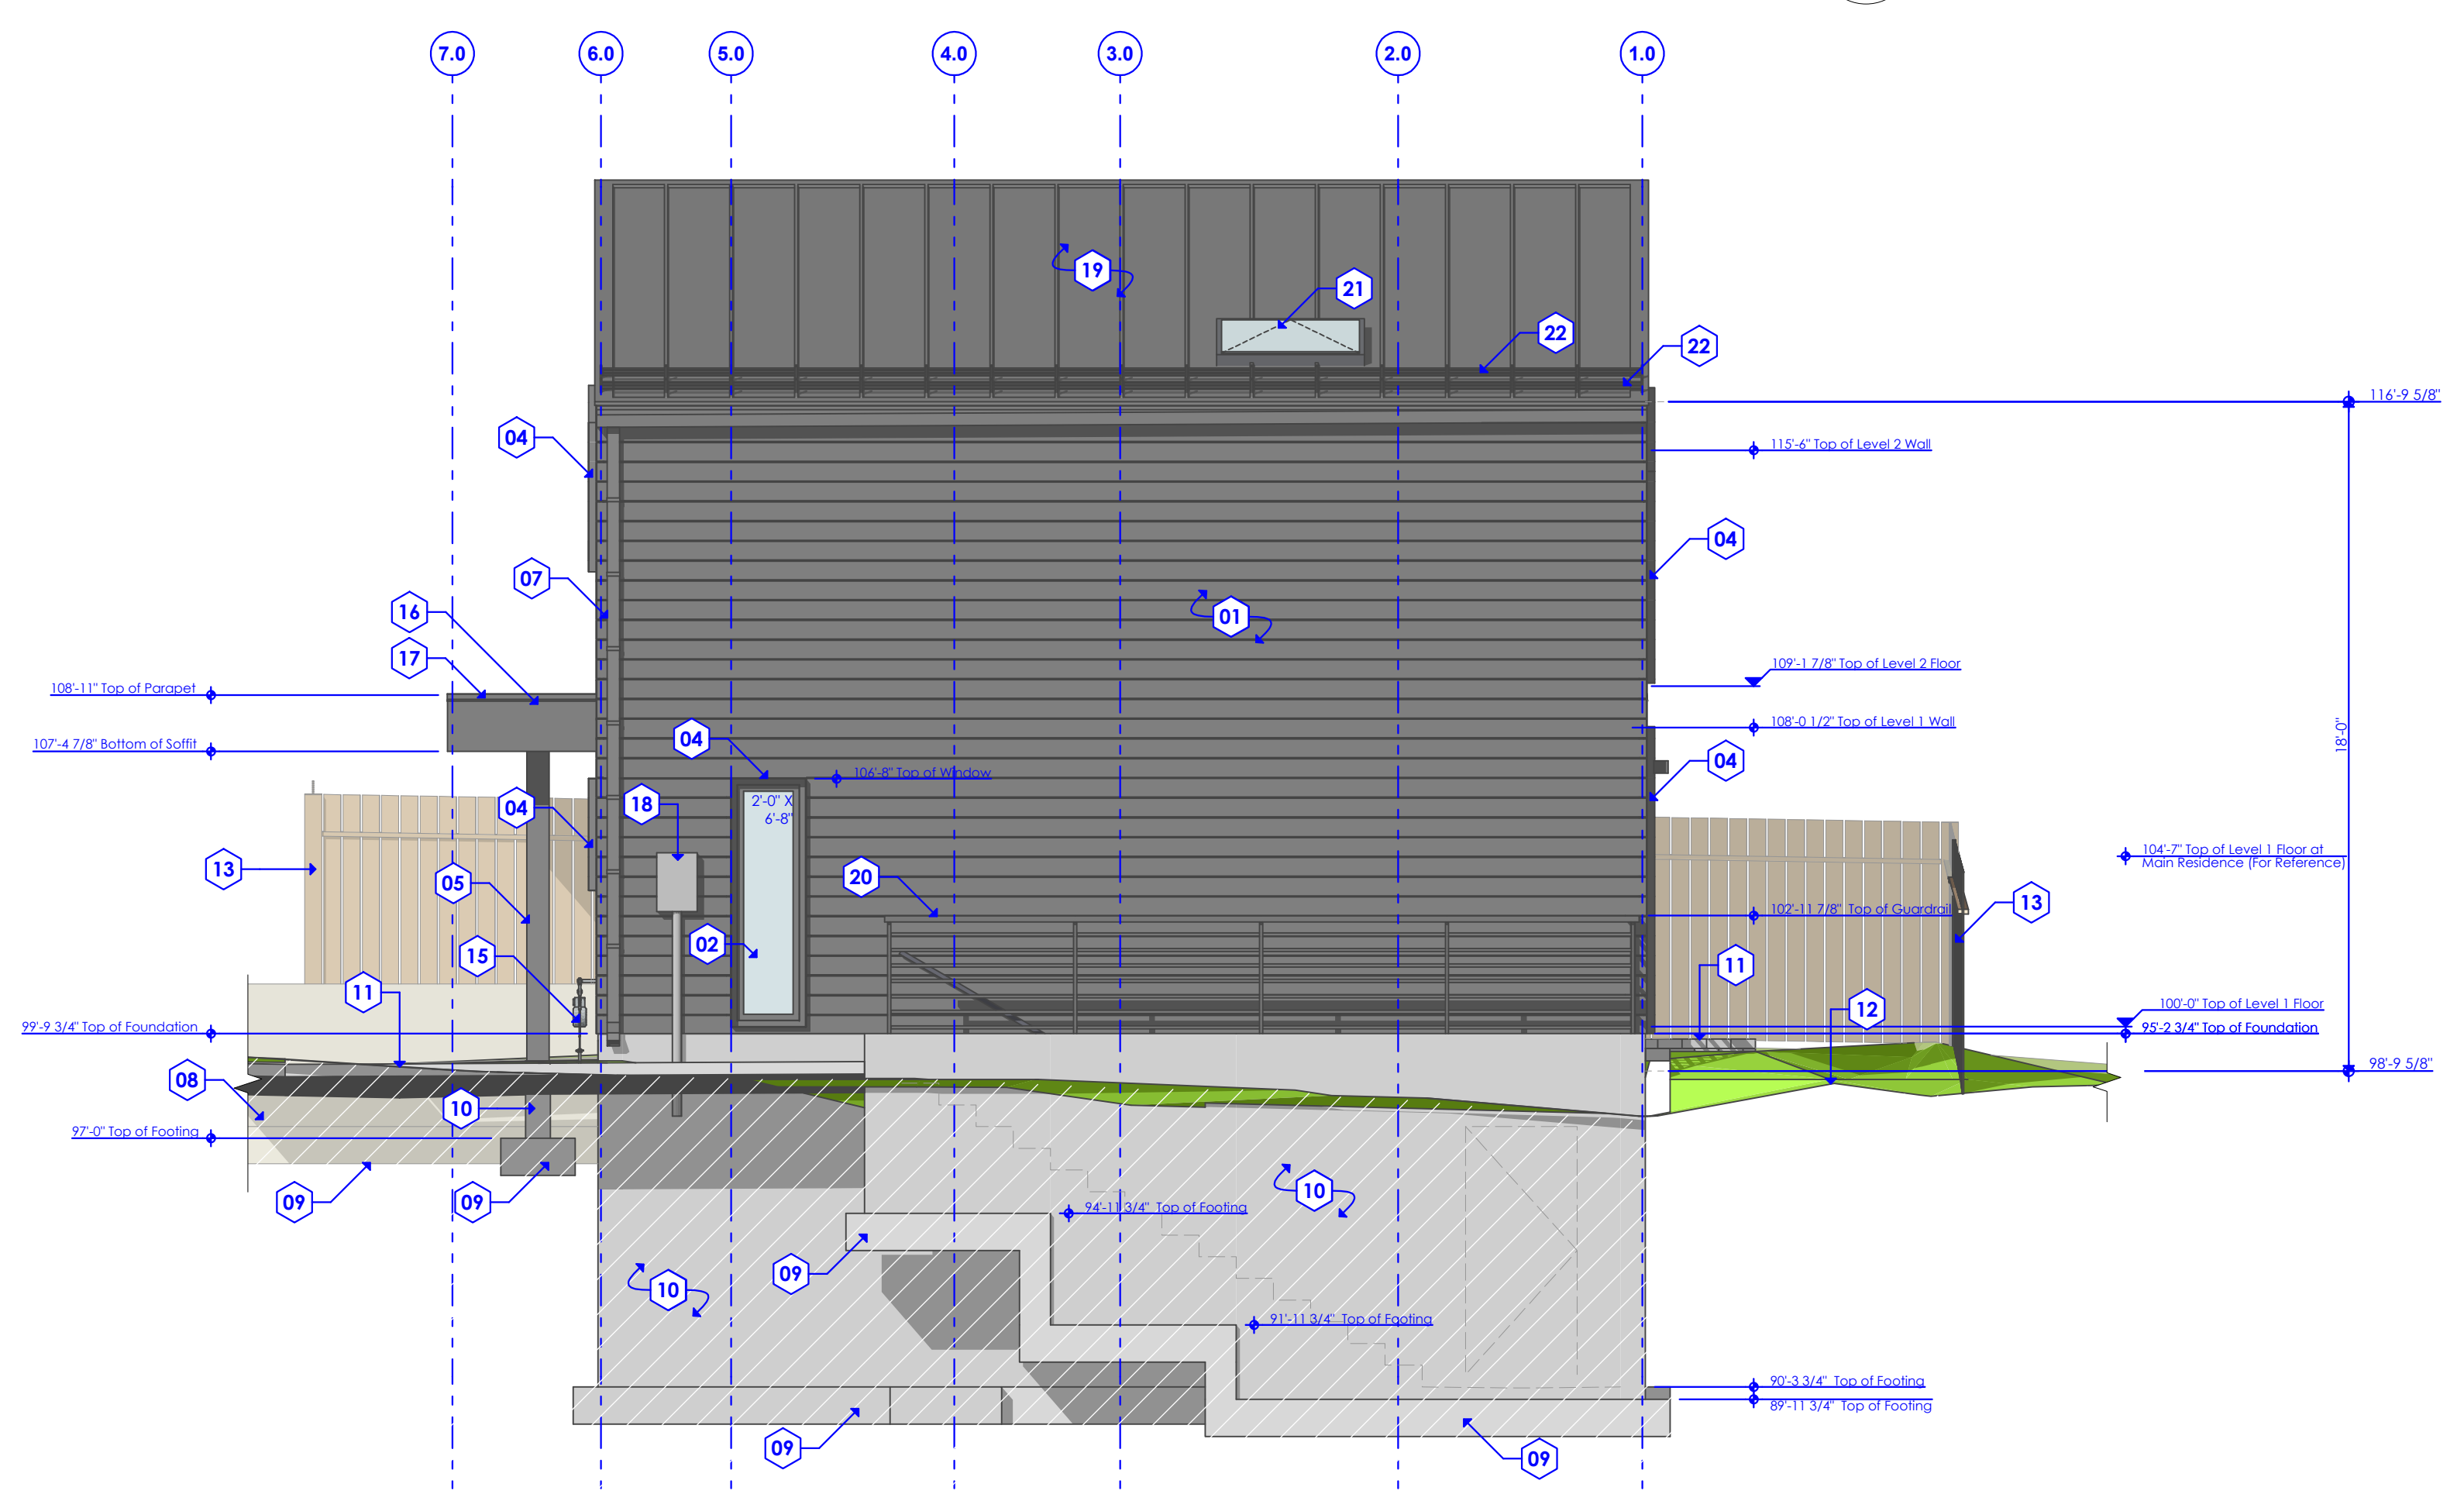 7.0 6.0 5.0 4.0 3.0 2.0 1.0
19
21
22
22
116'-9 5/8"
04
115'-6" Top of Level 2 Wall
04
07
16
01
17
109'-1 7/8" Top of Level 2 Floor
108'-11" Top of Parapet
108'-0 1/2" Top of Level 1 Wall
18'-0"
04
107'-4 7/8" Bottom of Soffit
04
106'-8" Top of Window
2'-0" X
6'-8"
18
04
104'-7" Top of Level 1 Floor at
Main Residence (For Reference)
13
20
05
13
102'-11 7/8" Top of Guardrail
02
15
11
11
12
100'-0" Top of Level 1 Floor
99'-9 3/4" Top of Foundation
95'-2 3/4" Top of Foundation
98'-9 5/8"
08
10
97'-0" Top of Footing
10
09
09
94'-11 3/4" Top of Footing
09
10
91'-11 3/4" Top of Footing
90'-3 3/4" Top of Footing
89'-11 3/4" Top of Footing
09
09